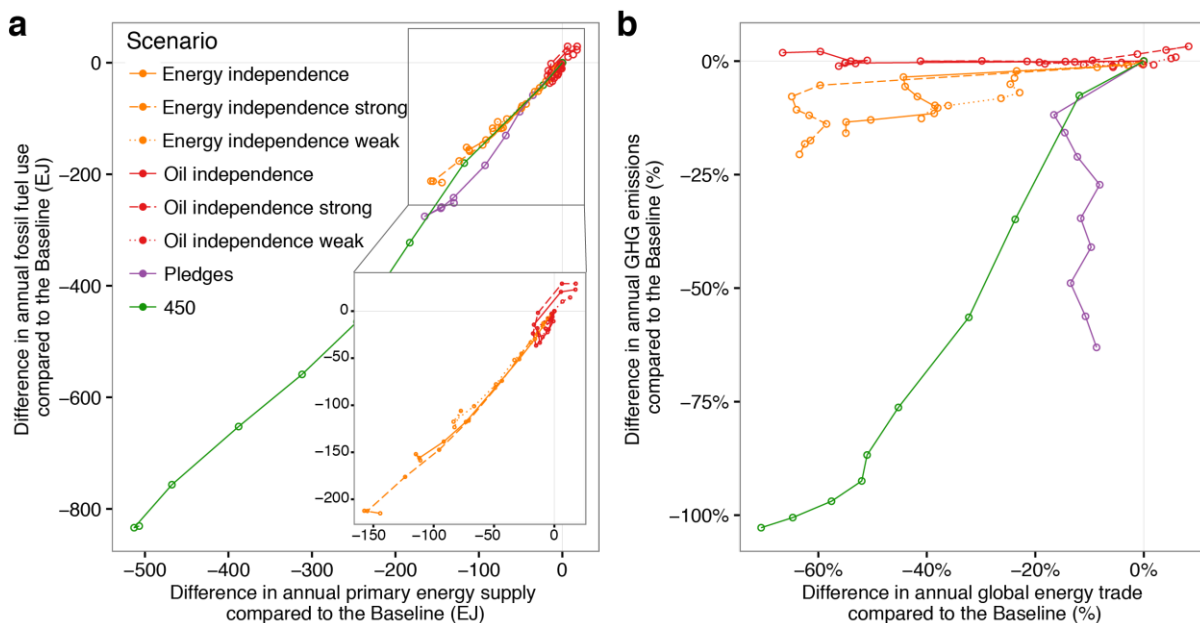 a
Scenario
Energy independence
Energy independence strong
Energy independence weak
Oil independence
Oil independence strong
Oil independence weak
Pledges
450
Difference in annual fossil fuel use
compared to the Baseline (EJ)
0
−200
−400
−600
−800
−500
−400
−300
−200
−100
0
Difference in annual primary energy supply
compared to the Baseline (EJ)
0
−50
−100
−150
−200
−150
−100
−50
0
b
Difference in annual GHG emissions
compared to the Baseline (%)
0%
−25%
−50%
−75%
−100%
−60%
−40%
−20%
0%
Difference in annual global energy trade
compared to the Baseline (%)